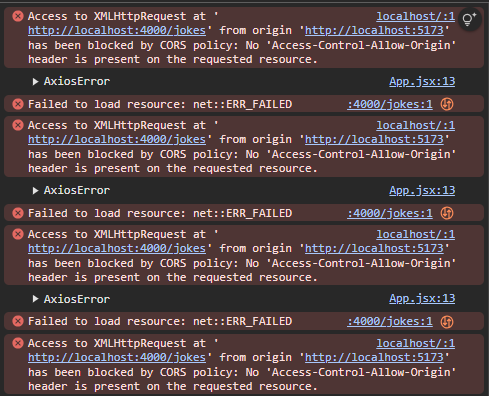 Access to XMLHttpRequest at ' localhost/:1
http://localhost:4000/jokes' from origin 'http://localhost:5173'
has been blocked by CORS policy: No 'Access-Control-Allow-Origin'
header is present on the requested resource.
AxiosError App.jsx:13
Failed to load resource: net::ERR_FAILED :4000/jokes:1
Access to XMLHttpRequest at ' localhost/:1
http://localhost:4000/jokes' from origin 'http://localhost:5173'
has been blocked by CORS policy: No 'Access-Control-Allow-Origin'
header is present on the requested resource.
AxiosError App.jsx:13
Failed to load resource: net::ERR_FAILED :4000/jokes:1
Access to XMLHttpRequest at ' localhost/:1
http://localhost:4000/jokes' from origin 'http://localhost:5173'
has been blocked by CORS policy: No 'Access-Control-Allow-Origin'
header is present on the requested resource.
AxiosError App.jsx:13
Failed to load resource: net::ERR_FAILED :4000/jokes:1
Access to XMLHttpRequest at ' localhost/:1
http://localhost:4000/jokes' from origin 'http://localhost:5173'
has been blocked by CORS policy: No 'Access-Control-Allow-Origin'
header is present on the requested resource.